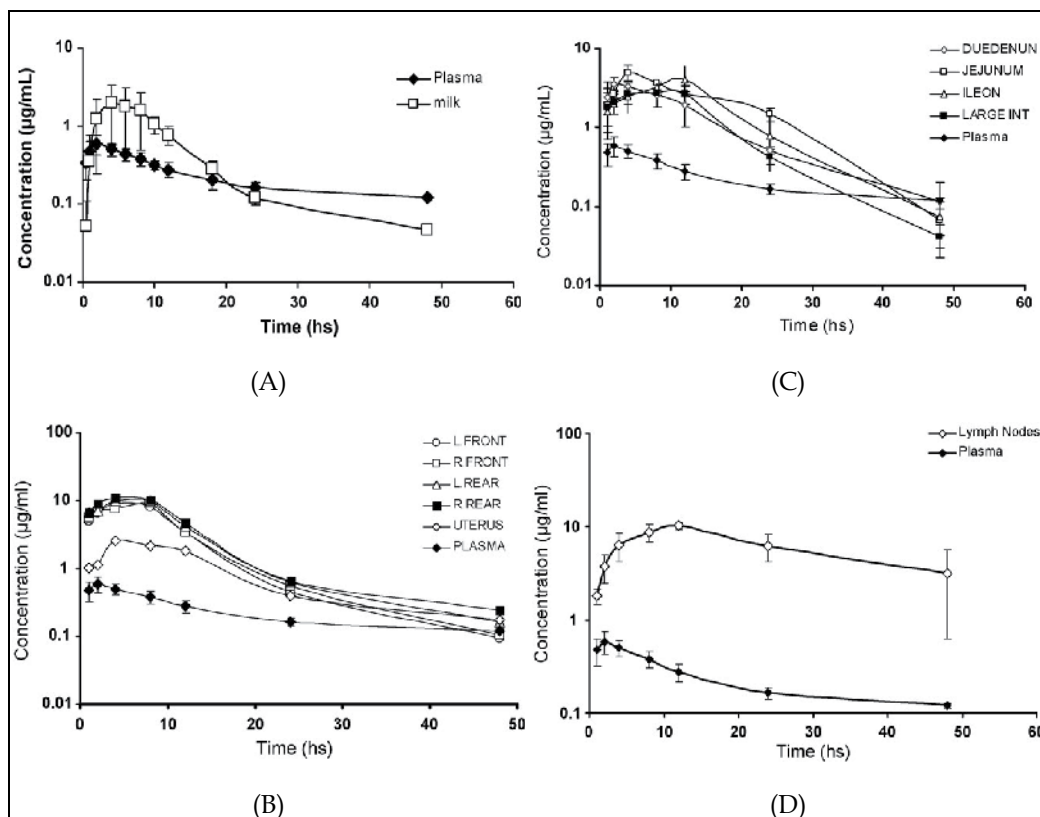 10
1
0.1
0.01
0 10 20 30 40 50 60
Concentration (µg/mL)
Time (hs)
Plasma
milk
(A)
10
1
0.1
0.01
0 10 20 30 40 50 60
Concentration (µg/mL)
Time (hs)
DUEDENUN
JEJUNUM
ILEON
LARGE INT
Plasma
(C)
100
10
1
0.1
0.01
0 10 20 30 40 50
Concentration (µg/ml)
Time (hs)
L FRONT
R FRONT
L REAR
R REAR
UTERUS
PLASMA
(B)
100
10
1
0.1
0 10 20 30 40 50 60
Concentration (µg/ml)
Time (hs)
Lymph Nodes
Plasma
(D)